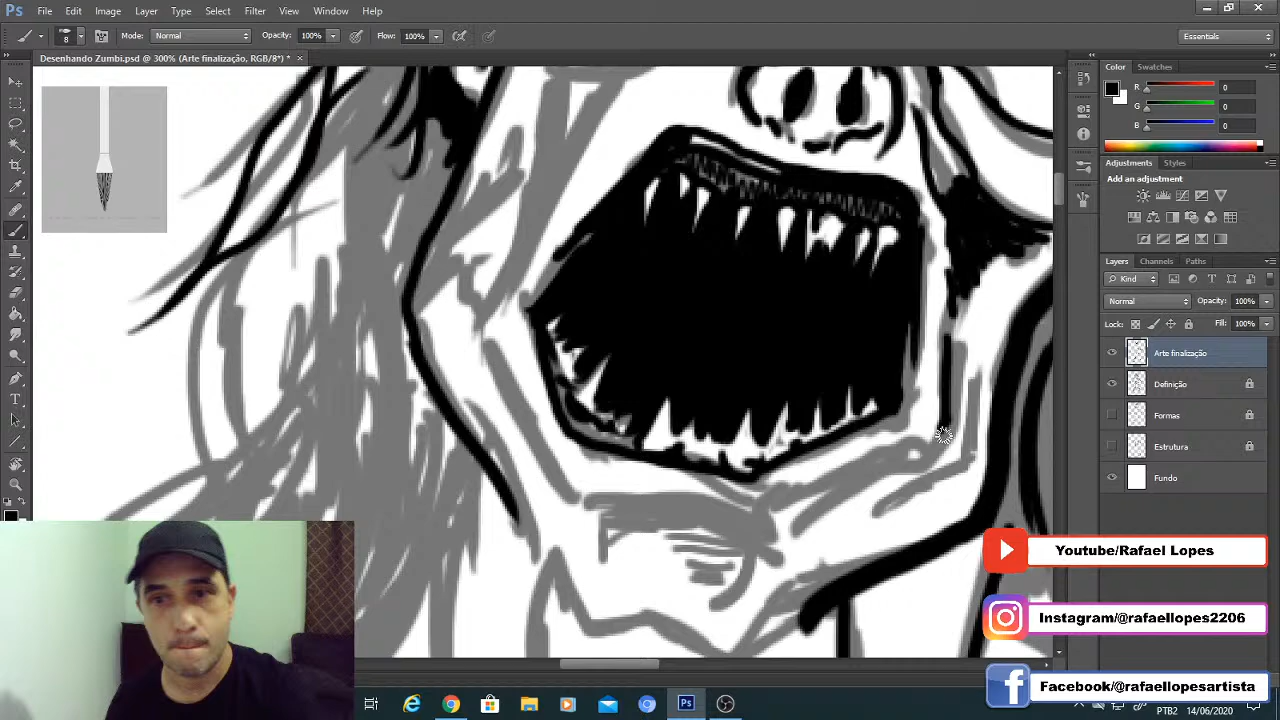 Ps File Edit Image Layer Type Select Filter View Window Help
8 Mode: Normal Opacity: 100% Flow: 100% Essentials
Desenhando Zumbi.psd @ 300% (Arte finalização, RGB/8*) * ×
Color Swatches
R 0
G 0
B 0
Adjustments Styles
Add an adjustment
Layers Channels Paths
Kind
Normal Opacity: 100%
Lock: Fill: 100%
Arte finalização
Definição
Formas
Estrutura
Fundo
Youtube/Rafael Lopes
Instagram/@rafaellopes2206
Facebook/@rafaellopesartista
PTB2 14/06/2020